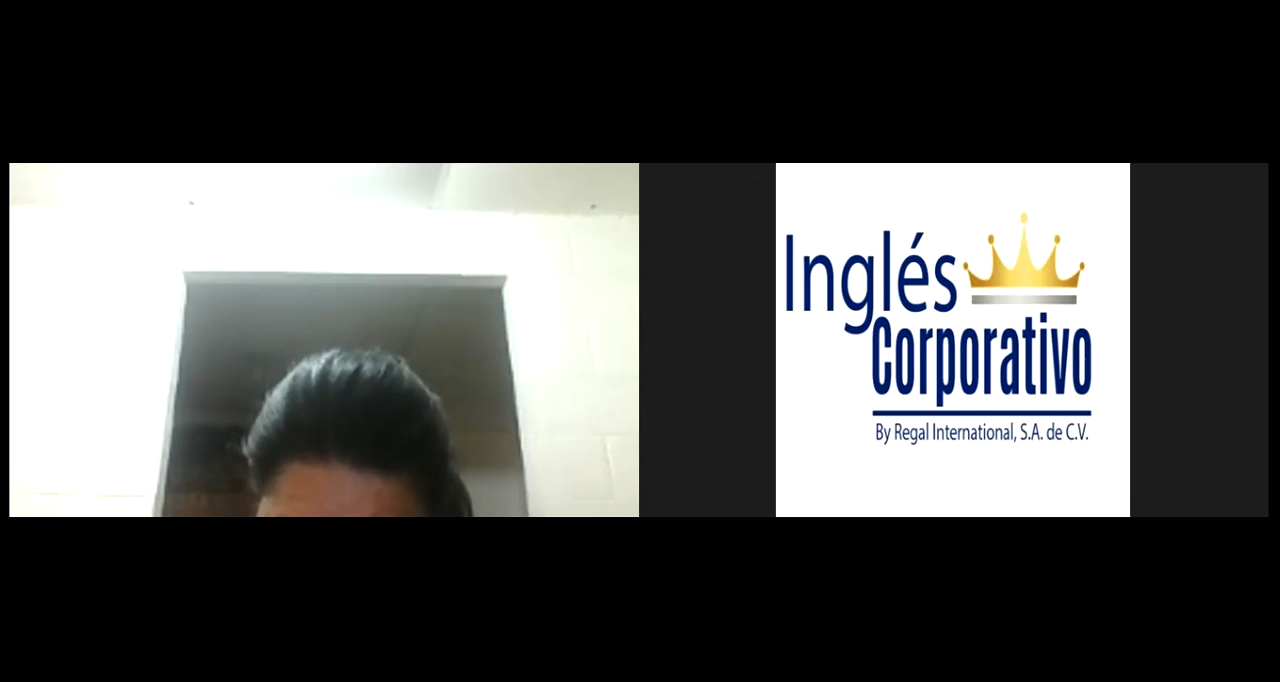 Inglés
Corporativo
By Regal International, S.A. de C.V.